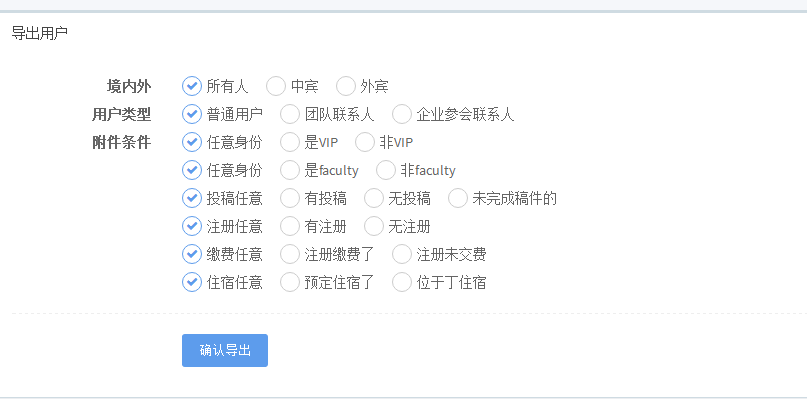 导出用户
境内外 所有人 中宾 外宾
用户类型 普通用户 团队联系人 企业参会联系人
附件条件 任意身份 是VIP 非VIP
任意身份 是faculty 非faculty
投稿任意 有投稿 无投稿 未完成稿件的
注册任意 有注册 无注册
缴费任意 注册缴费了 注册未交费
住宿任意 预定住宿了 位于丁住宿
确认导出